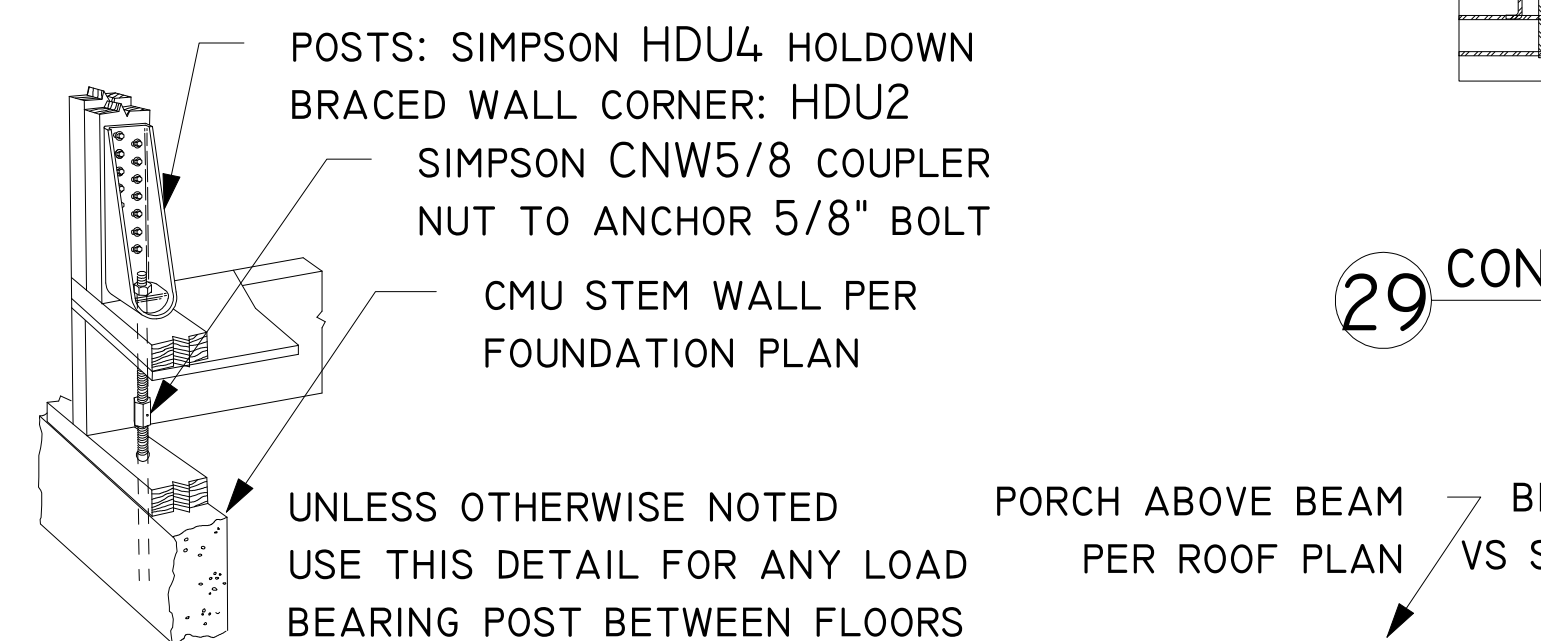 POSTS: SIMPSON HDU4 HOLDOWN
BRACED WALL CORNER: HDU2
SIMPSON CNW5/8 COUPLER
NUT TO ANCHOR 5/8" BOLT
CMU STEM WALL PER
FOUNDATION PLAN
UNLESS OTHERWISE NOTED
USE THIS DETAIL FOR ANY LOAD
BEARING POST BETWEEN FLOORS
29
PORCH ABOVE BEAM
PER ROOF PLAN
VS